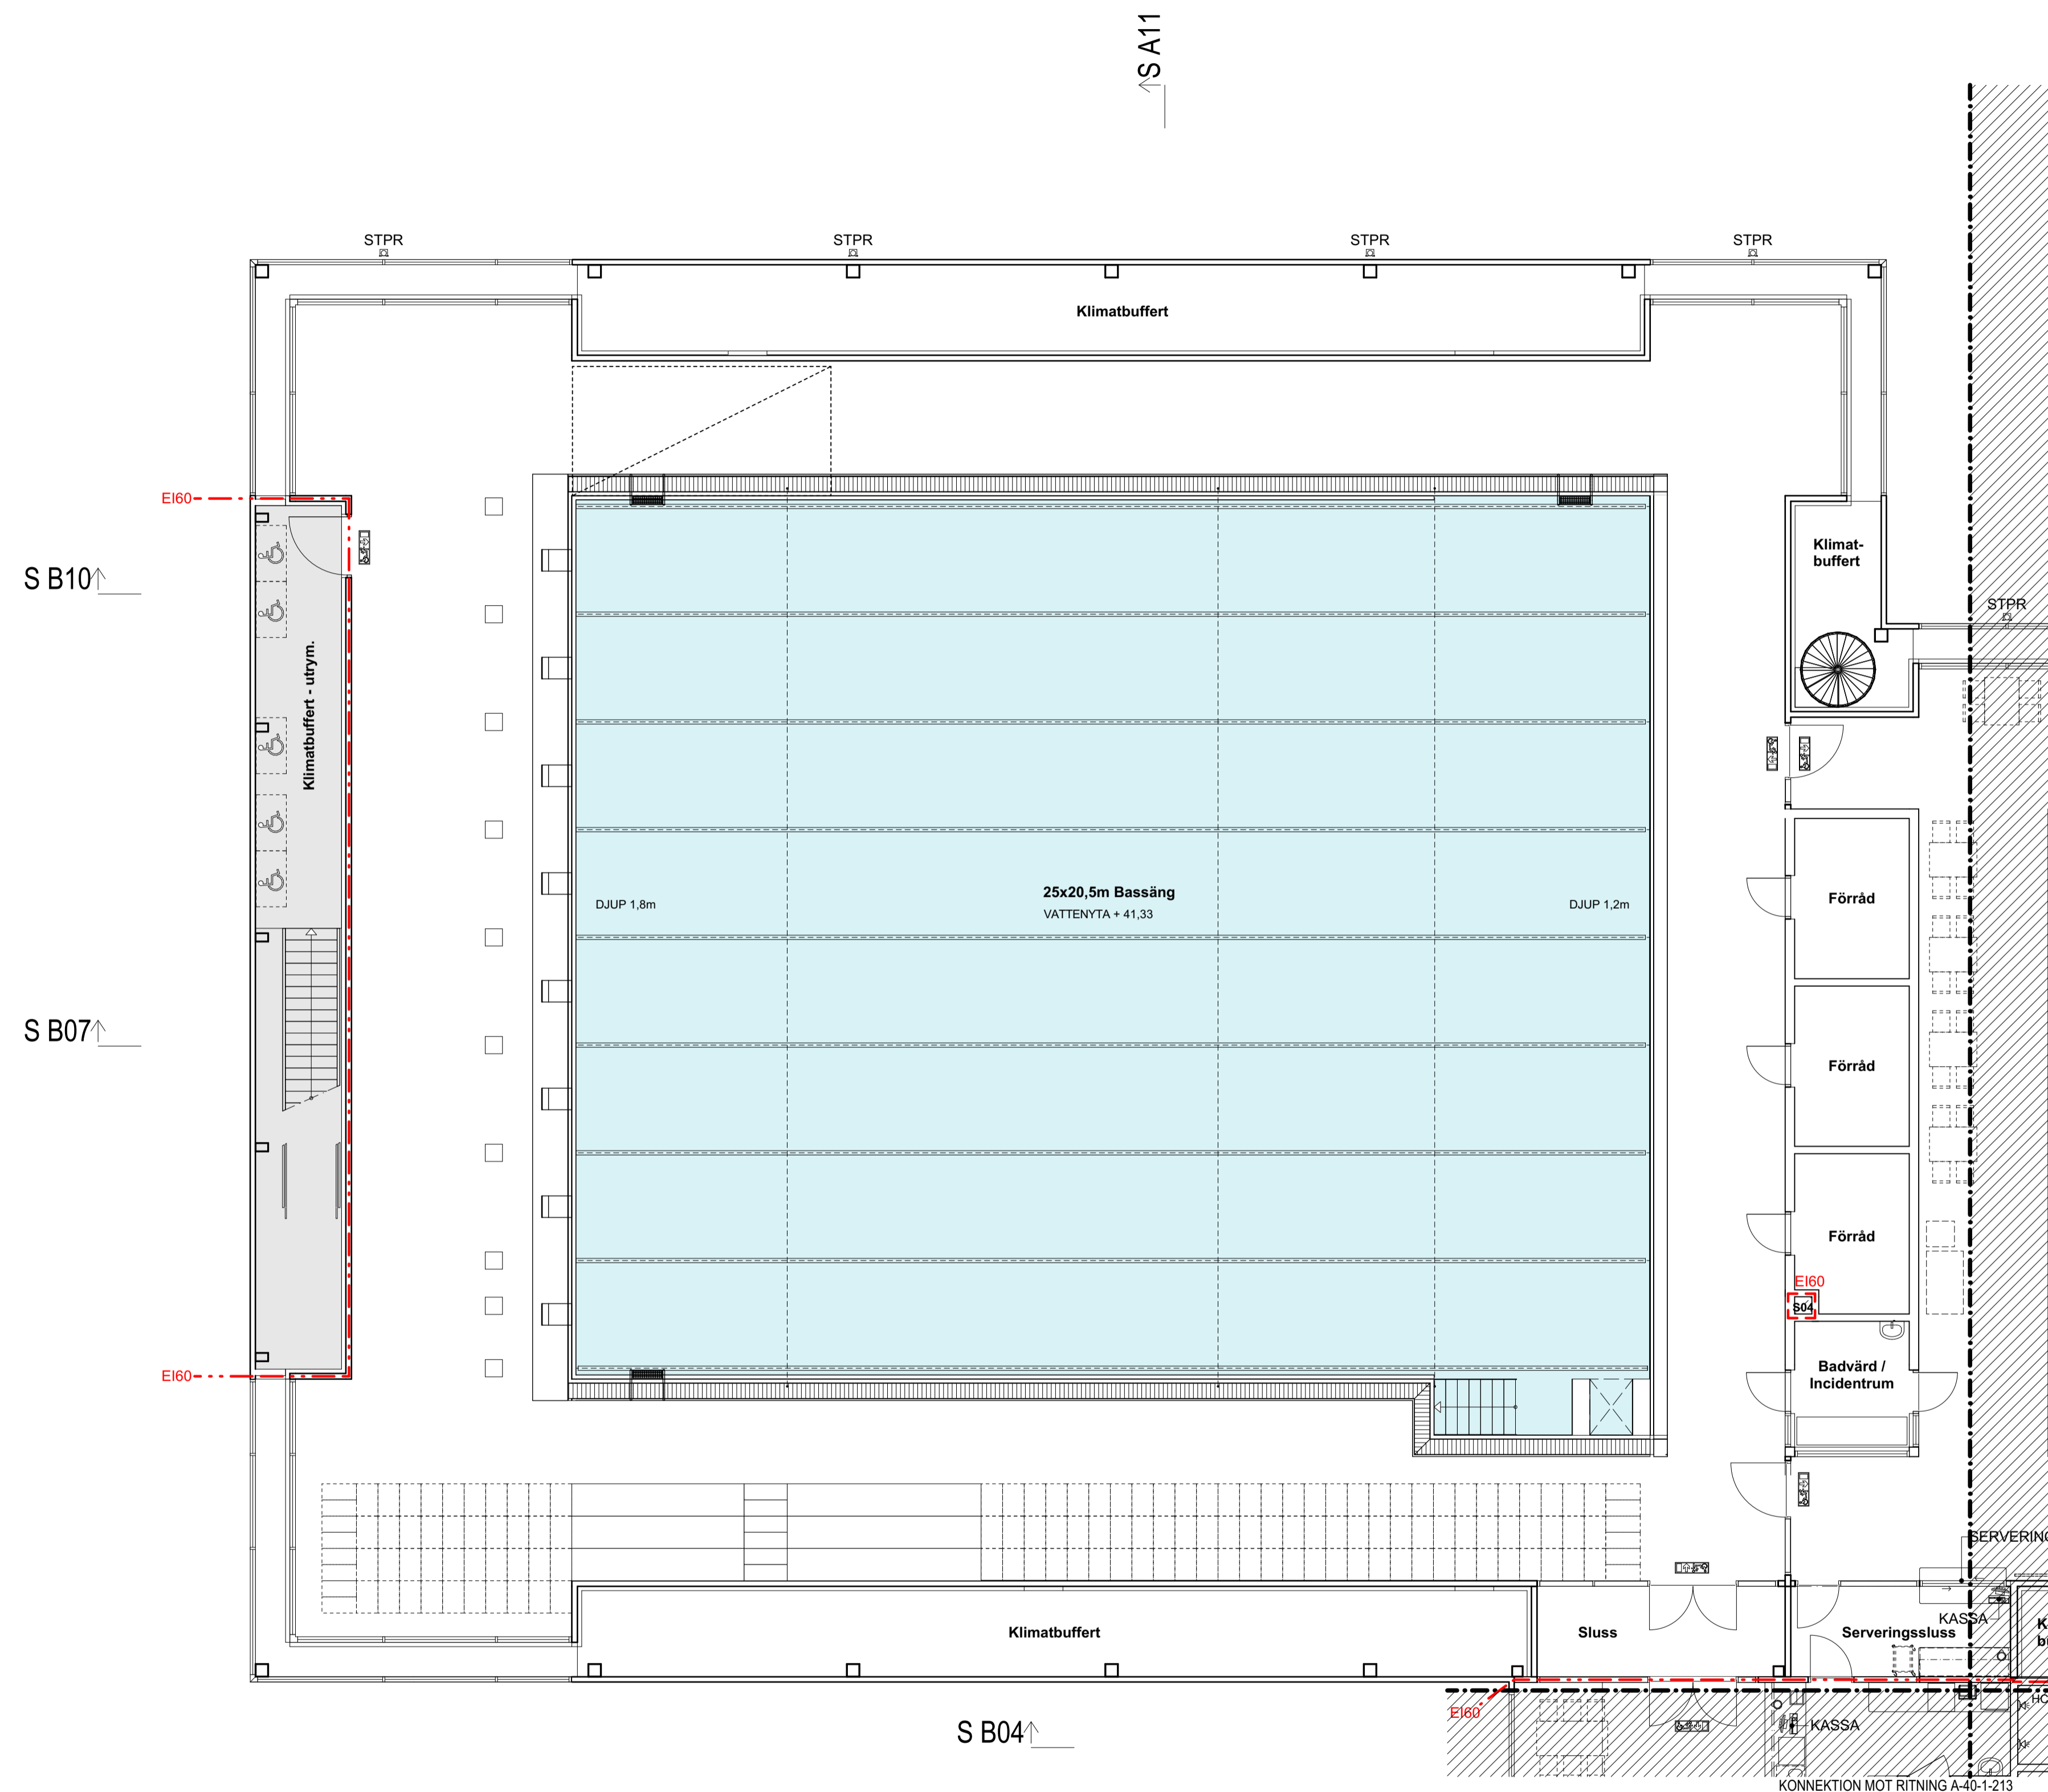 S A11
STPR
STPR
STPR
STPR
Klimatbuffert
EI60
Klimat-
buffert
S B10
STPR
Klimatbuffert - utrym.
25x20,5m Bassäng
DJUP 1,8m
VATTENYTA + 41,33
DJUP 1,2m
Förråd
S B07
Förråd
Förråd
EI60
S04
EI60
Badvärd /
Incidentrum
SERVERING
KASSA
Klimatbuffert
Sluss
Serveringssluss
EI60
S B04
KASSA
KONNEKTION MOT RITNING A-40-1-213